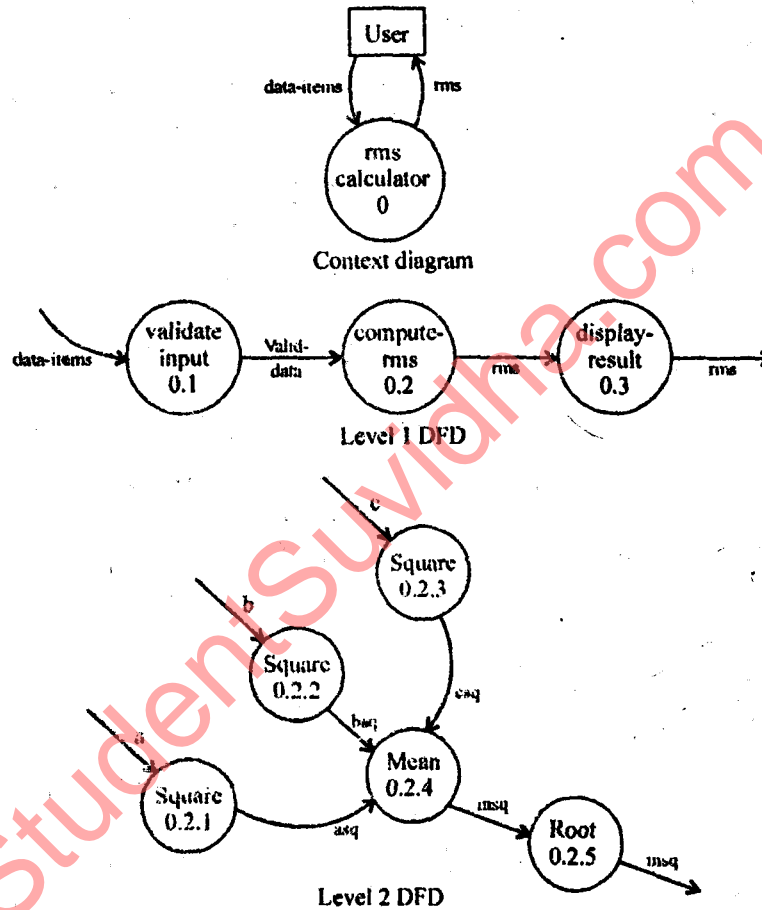 User
data-items
rms
rms
calculator
0
Context diagram
data-items
validate
input
0.1
Valid-
data
compute-
rms
0.2
rms
display-
result
0.3
rms
Level 1 DFD
c
Square
0.2.3
b
Square
0.2.2
csq
bsq
a
Square
0.2.1
asq
Mean
0.2.4
msq
Root
0.2.5
msq
Level 2 DFD
StudentSuvidha.com